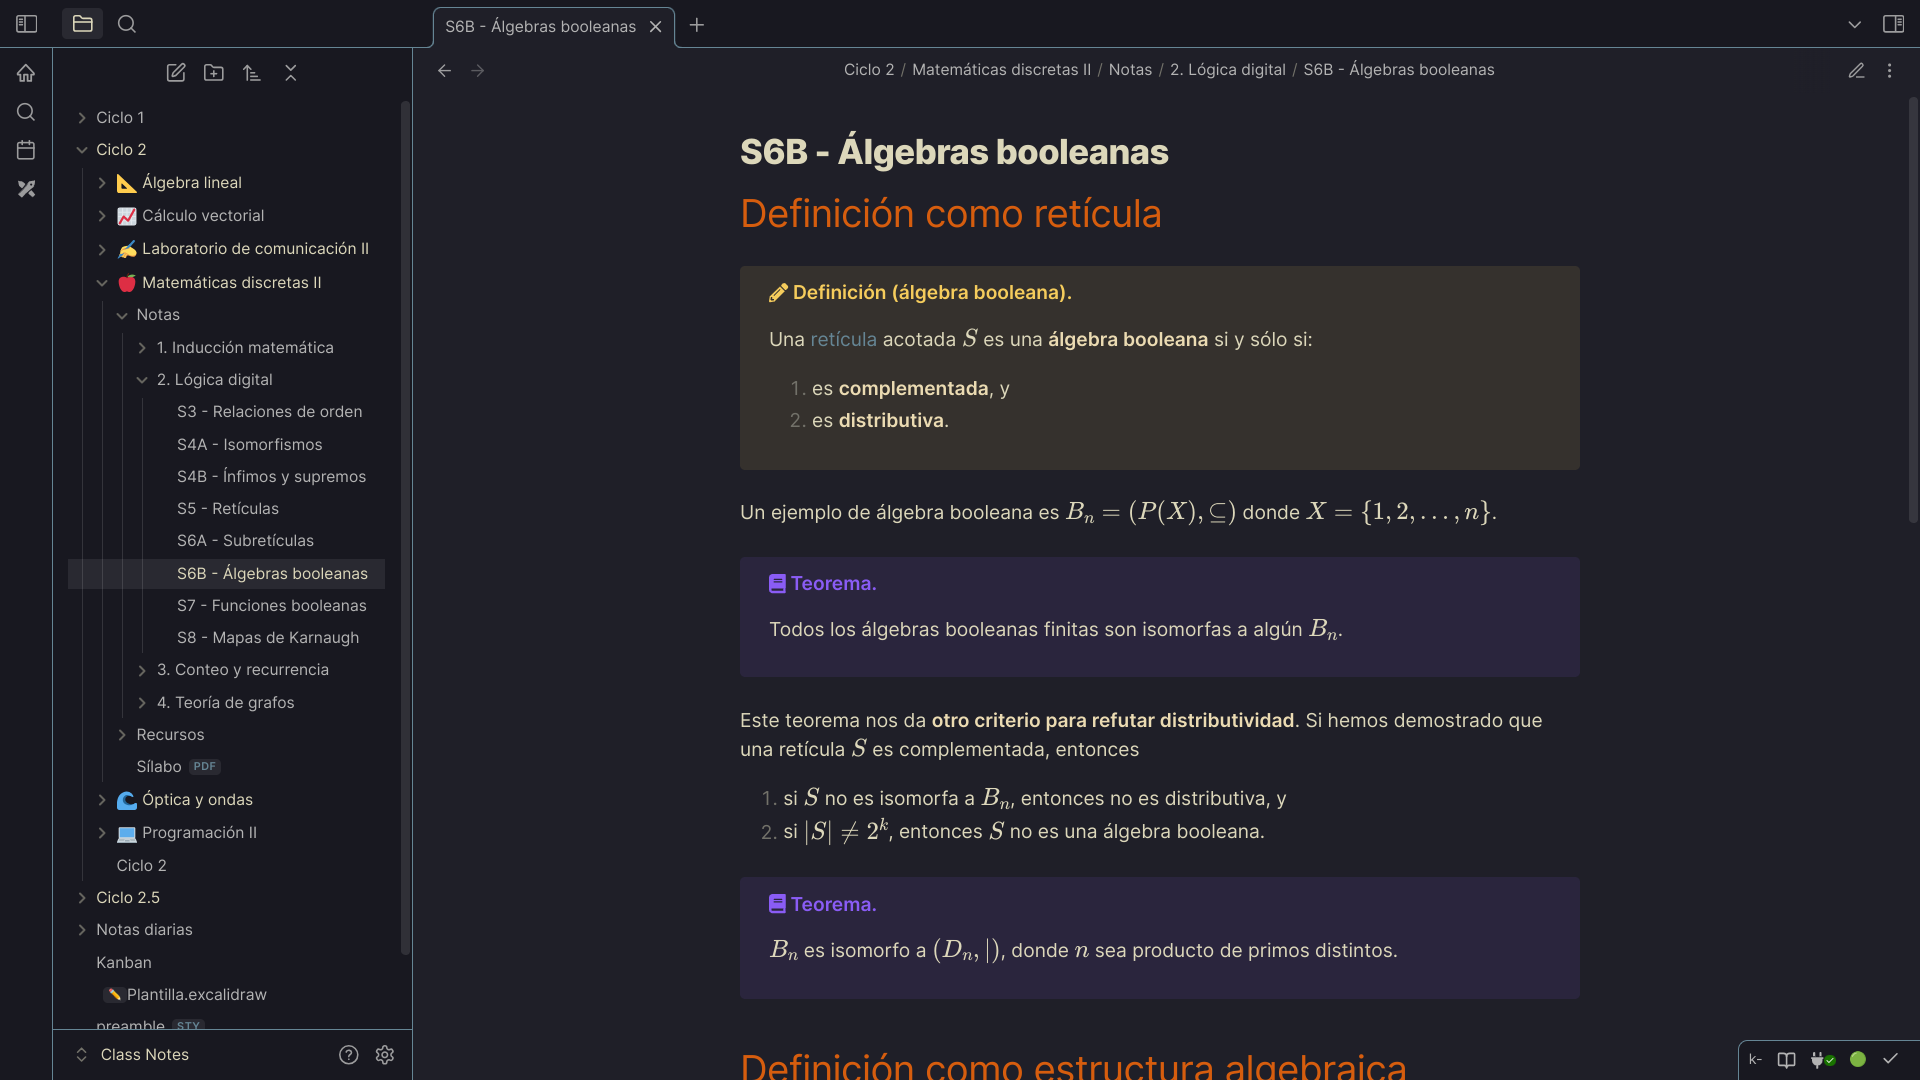 S6B - Álgebras booleanas
Ciclo 2 / Matemáticas discretas II / Notas / 2. Lógica digital / S6B - Álgebras booleanas
Ciclo 1
Ciclo 2
Álgebra lineal
Cálculo vectorial
Laboratorio de comunicación II
Matemáticas discretas II
Notas
1. Inducción matemática
2. Lógica digital
S3 - Relaciones de orden
S4A - Isomorfismos
S4B - Ínfimos y supremos
S5 - Retículas
S6A - Subretículas
S6B - Álgebras booleanas
S7 - Funciones booleanas
S8 - Mapas de Karnaugh
3. Conteo y recurrencia
4. Teoría de grafos
Recursos
Sílabo PDF
Óptica y ondas
Programación II
Ciclo 2
Ciclo 2.5
Notas diarias
Kanban
Plantilla.excalidraw
preamble STY
Class Notes
S6B - Álgebras booleanas
Definición como retícula
Definición (álgebra booleana).
Una retícula acotada S es una álgebra booleana si y sólo si:
1. es complementada, y
2. es distributiva.
Un ejemplo de álgebra booleana es Bₙ = (P(X), ⊆) donde X = {1, 2, . . . , n}.
Teorema.
Todos los álgebras booleanas finitas son isomorfas a algún Bₙ.
Este teorema nos da otro criterio para refutar distributividad. Si hemos demostrado que
una retícula S es complementada, entonces
1. si S no es isomorfa a Bₙ, entonces no es distributiva, y
2. si |S| ≠ 2ᵏ, entonces S no es una álgebra booleana.
Teorema.
Bₙ es isomorfo a (Dₙ, |), donde n sea producto de primos distintos.
Definición como estructura algebraica
k-